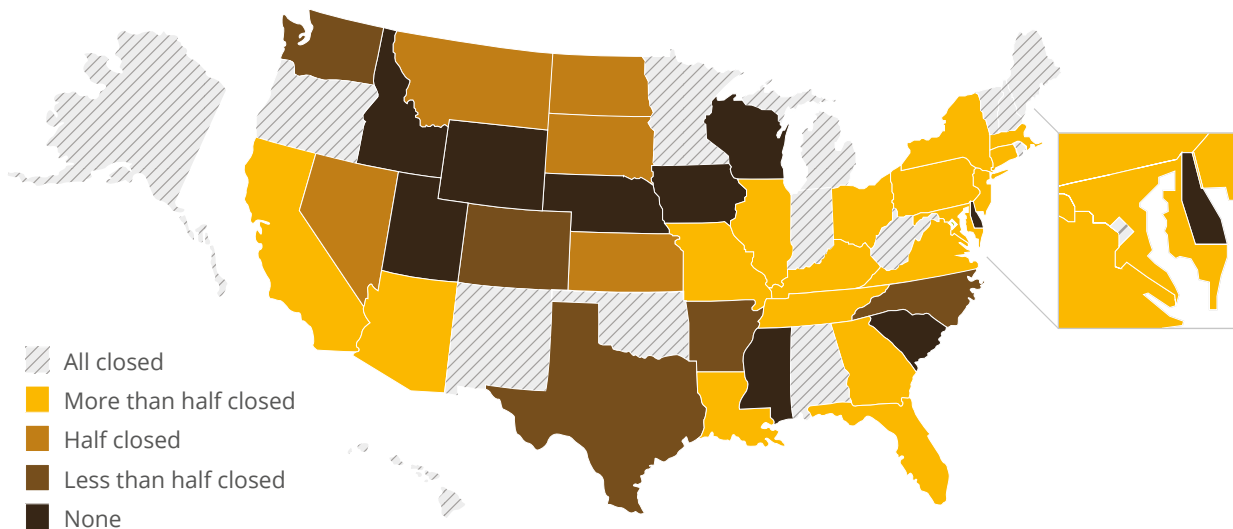 All closed
More than half closed
Half closed
Less than half closed
None